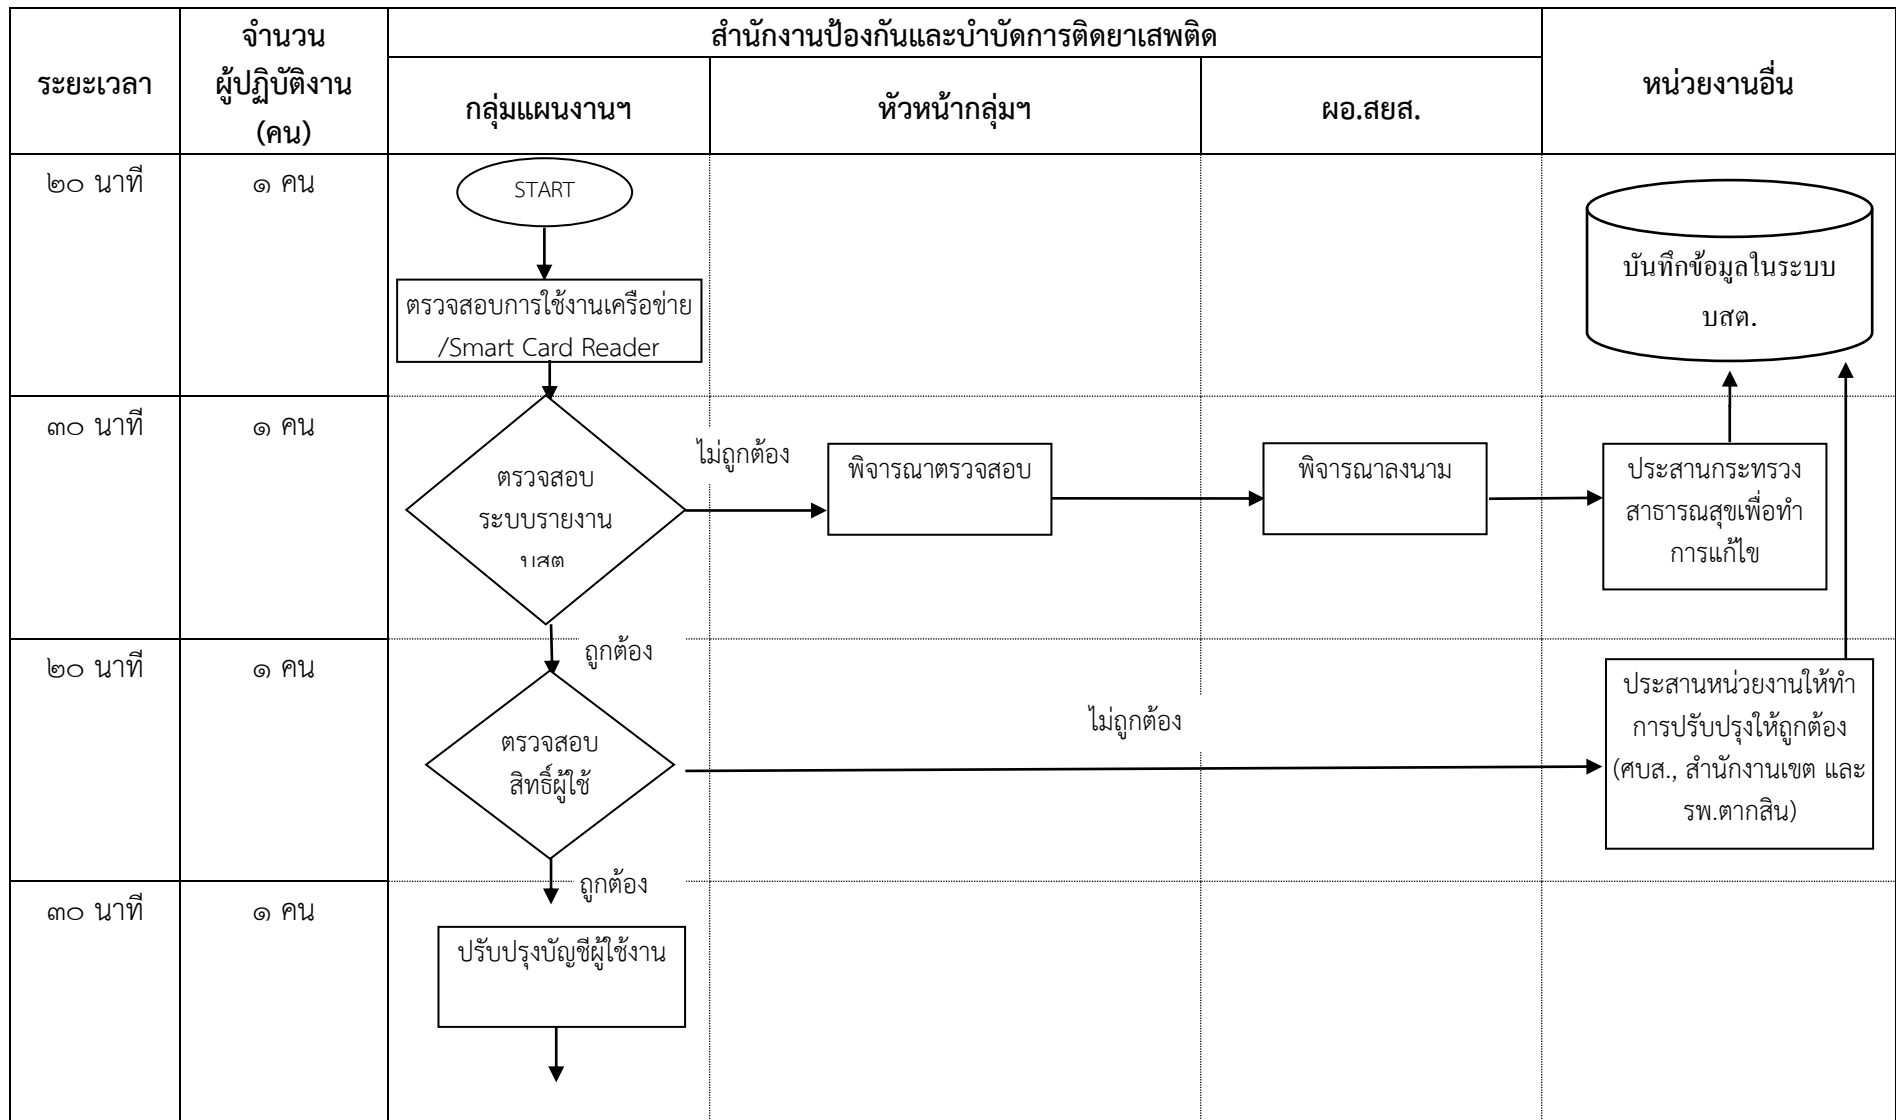 ระยะเวลา
จำนวน
ผู้ปฏิบัติงาน
(คน)
สำนักงานป้องกันและบำบัดการติดยาเสพติด
กลุ่มแผนงานฯ
หัวหน้ากลุ่มฯ
ผอ.สยส.
หน่วยงานอื่น
๒๐ นาที
๑ คน
START
ตรวจสอบการใช้งานเครือข่าย
/Smart Card Reader
บันทึกข้อมูลในระบบ
บสต.
๓๐ นาที
๑ คน
ตรวจสอบ
ระบบรายงาน
บสต
ไม่ถูกต้อง
พิจารณาตรวจสอบ
พิจารณาลงนาม
ประสานกระทรวง
สาธารณสุขเพื่อทำ
การแก้ไข
ถูกต้อง
๒๐ นาที
๑ คน
ตรวจสอบ
สิทธิ์ผู้ใช้
ไม่ถูกต้อง
ประสานหน่วยงานให้ทำ
การปรับปรุงให้ถูกต้อง
(ศบส., สำนักงานเขต และ
รพ.ตากสิน)
ถูกต้อง
๓๐ นาที
๑ คน
ปรับปรุงบัญชีผู้ใช้งาน